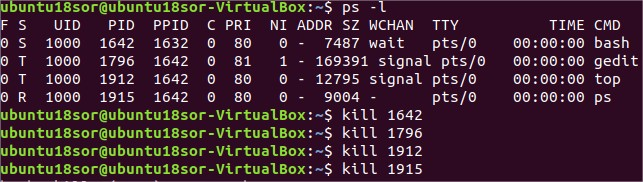 ubuntu18sor@ubuntu18sor-VirtualBox:~$ ps -l
F S   UID   PID  PPID  C PRI  NI ADDR SZ WCHAN  TTY          TIME CMD
0 S  1000  1642  1632  0  80   0 -  7487 wait   pts/0    00:00:00 bash
0 T  1000  1796  1642  0  81   1 - 169391 signal pts/0   00:00:00 gedit
0 T  1000  1912  1642  0  80   0 - 12795 signal pts/0    00:00:00 top
0 R  1000  1915  1642  0  80   0 -  9004 -      pts/0    00:00:00 ps
ubuntu18sor@ubuntu18sor-VirtualBox:~$ kill 1642
ubuntu18sor@ubuntu18sor-VirtualBox:~$ kill 1796
ubuntu18sor@ubuntu18sor-VirtualBox:~$ kill 1912
ubuntu18sor@ubuntu18sor-VirtualBox:~$ kill 1915